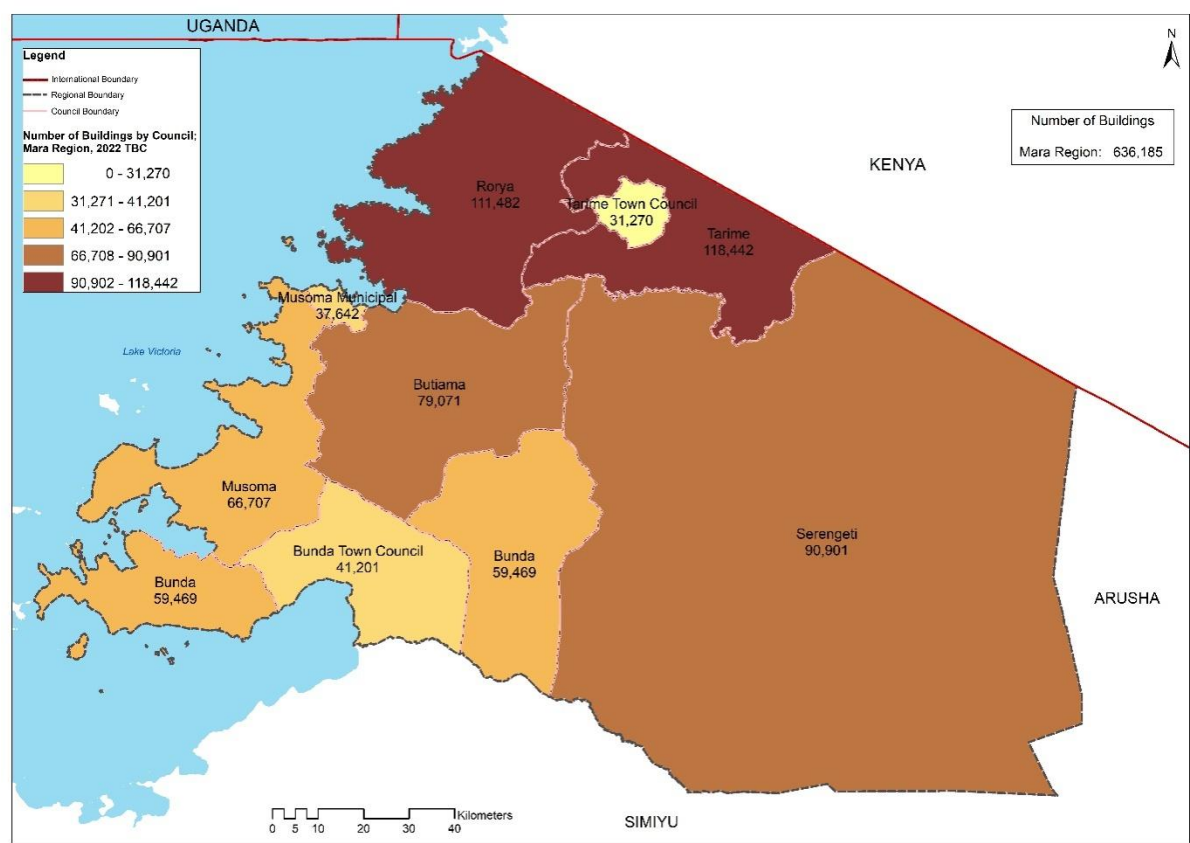 UGANDA
Legend
International Boundary
Regional Boundary
Council Boundary
Number of Buildings by Council;
Mara Region, 2022 TBC
0 - 31,270
31,271 - 41,201
41,202 - 66,707
66,708 - 90,901
90,902 - 118,442
N
Number of Buildings
Mara Region: 636,185
KENYA
Rorya
111,482
Tarime Town Council
31,270
Tarime
118,442
Musoma Municipal
37,642
Lake Victoria
Butiama
79,071
Musoma
66,707
Serengeti
90,901
Bunda Town Council
41,201
Bunda
59,469
Bunda
59,469
ARUSHA
Kilometers
0 5 10 20 30 40
SIMIYU